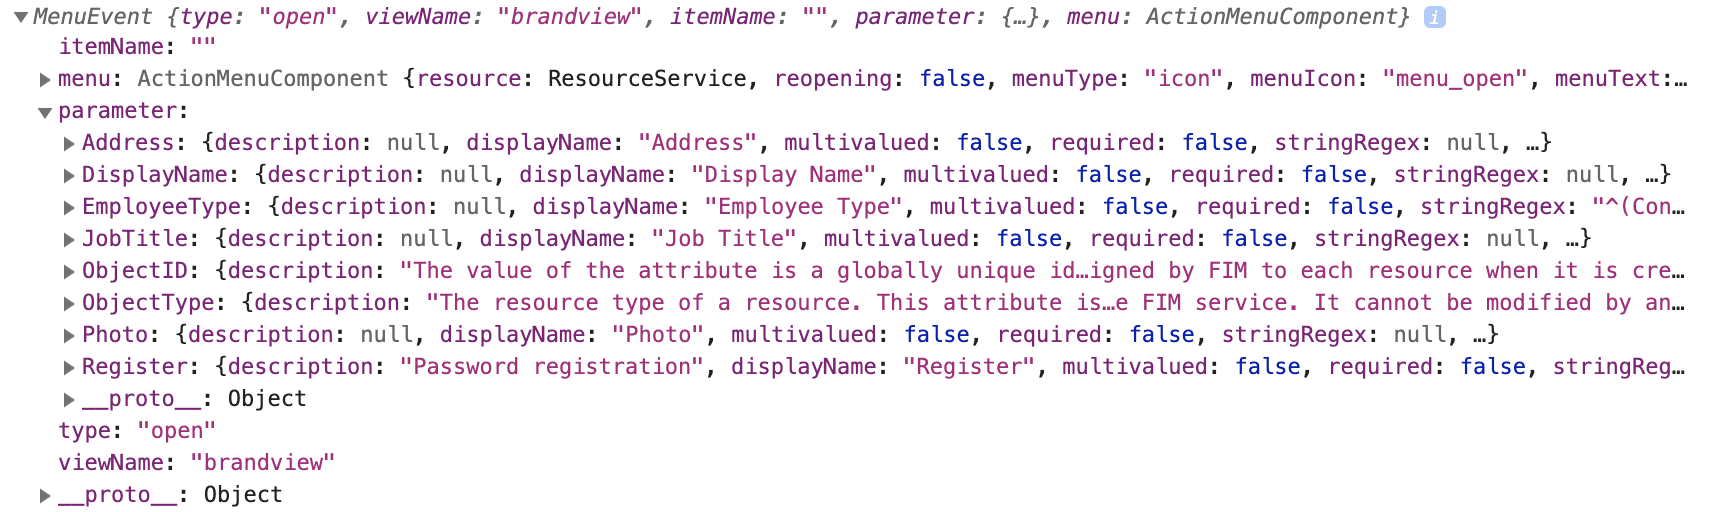 MenuEvent {type: "open", viewName: "brandview", itemName: "", parameter: {…}, menu: ActionMenuComponent} i
itemName: ""
menu: ActionMenuComponent {resource: ResourceService, reopening: false, menuType: "icon", menuIcon: "menu_open", menuText:…
parameter:
Address: {description: null, displayName: "Address", multivalued: false, required: false, stringRegex: null, …}
DisplayName: {description: null, displayName: "Display Name", multivalued: false, required: false, stringRegex: null, …}
EmployeeType: {description: null, displayName: "Employee Type", multivalued: false, required: false, stringRegex: "^(Con…
JobTitle: {description: null, displayName: "Job Title", multivalued: false, required: false, stringRegex: null, …}
ObjectID: {description: "The value of the attribute is a globally unique id…igned by FIM to each resource when it is cre…
ObjectType: {description: "The resource type of a resource. This attribute is…e FIM service. It cannot be modified by an…
Photo: {description: null, displayName: "Photo", multivalued: false, required: false, stringRegex: null, …}
Register: {description: "Password registration", displayName: "Register", multivalued: false, required: false, stringReg…
__proto__: Object
type: "open"
viewName: "brandview"
__proto__: Object